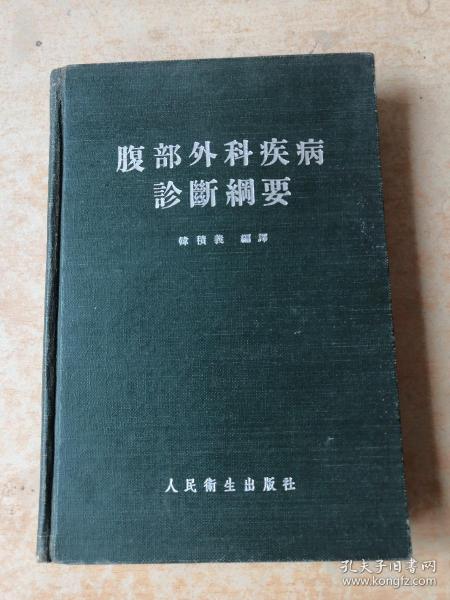 腹部外科疾病
診斷綱要
韓積義 編譯
人民衛生出版社
孔夫子旧书网
www.kongfz.com